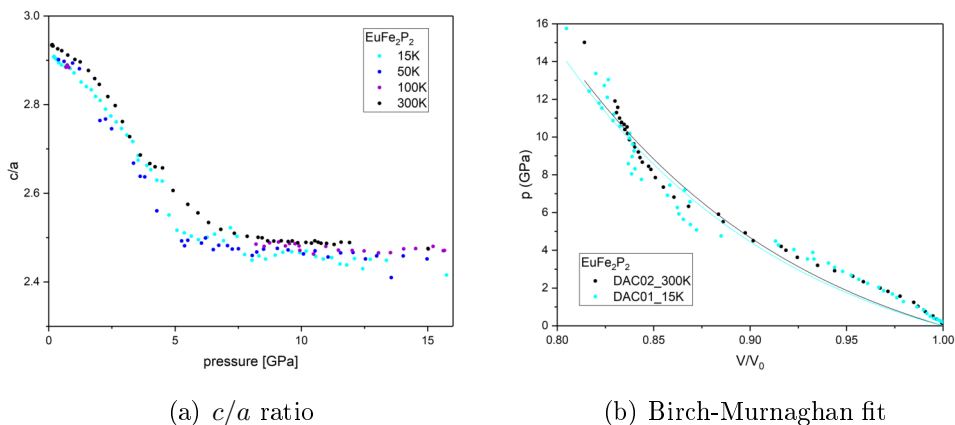 3.0
2.8
2.6
2.4
c/a
0
5
10
15
pressure [GPa]
EuFe₂P₂
15K
50K
100K
300K
(a) c/a ratio
16
14
12
10
8
6
4
2
0
p (GPa)
0.80
0.85
0.90
0.95
1.00
V/V₀
EuFe₂P₂
DAC02_300K
DAC01_15K
(b) Birch-Murnaghan fit